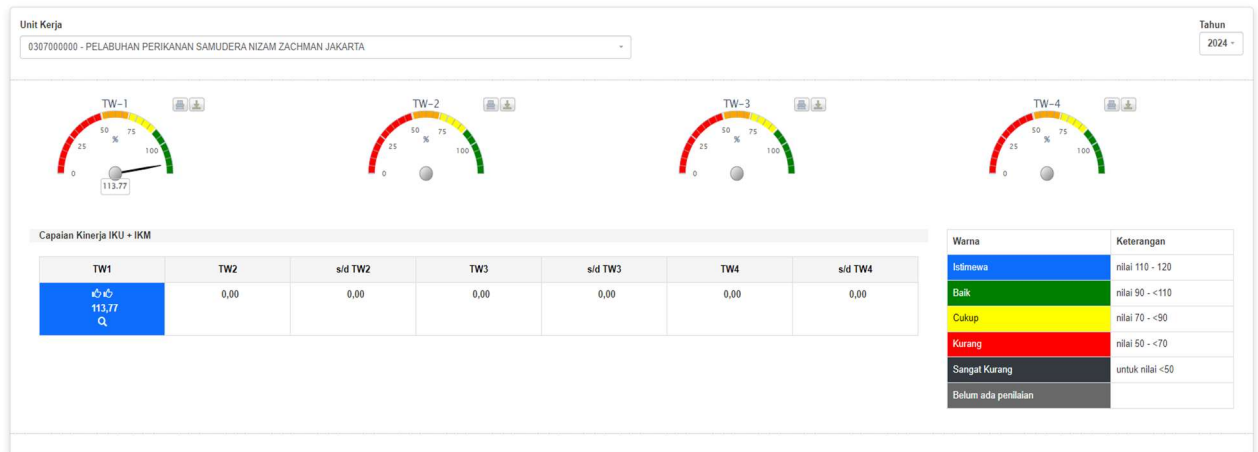 Unit Kerja
Tahun
0307000000 - PELABUHAN PERIKANAN SAMUDERA NIZAM ZACHMAN JAKARTA
2024
TW-1
TW-2
TW-3
TW-4
0 25 50 75 100
%
113.77
0 25 50 75 100
%
0 25 50 75 100
%
0 25 50 75 100
%
Capaian Kinerja IKU + IKM
TW1 TW2 s/d TW2 TW3 s/d TW3 TW4 s/d TW4
113,77 0,00 0,00 0,00 0,00 0,00 0,00
Warna Keterangan
Istimewa nilai 110 - 120
Baik nilai 90 - <110
Cukup nilai 70 - <90
Kurang nilai 50 - <70
Sangat Kurang untuk nilai <50
Belum ada penilaian